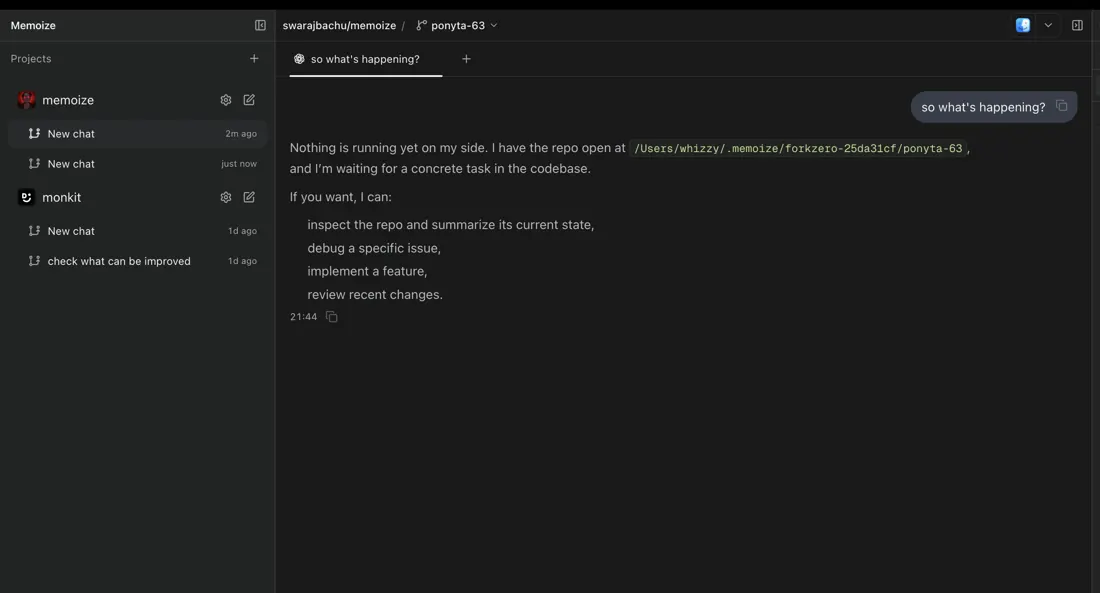 Memoize
Projects
memoize
New chat 2m ago
New chat just now
monkit
New chat 1d ago
check what can be improved 1d ago
swarajbachu/memoize / ponyta-63
so what's happening?
so what's happening?
Nothing is running yet on my side. I have the repo open at /Users/whizzy/.memoize/forkzero-25da31cf/ponyta-63,
and I’m waiting for a concrete task in the codebase.
If you want, I can:
inspect the repo and summarize its current state,
debug a specific issue,
implement a feature,
review recent changes.
21:44